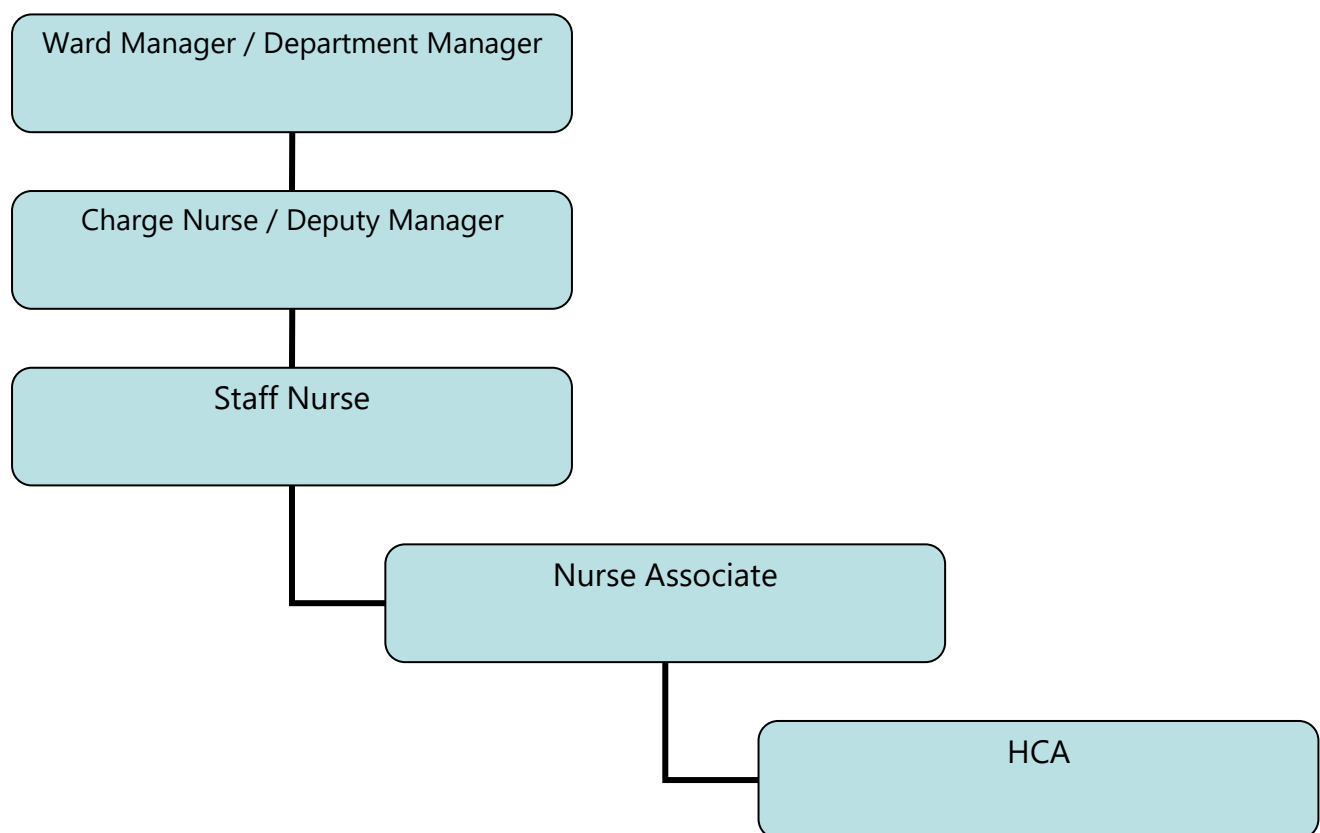 Ward Manager / Department Manager
Charge Nurse / Deputy Manager
Staff Nurse
Nurse Associate
HCA